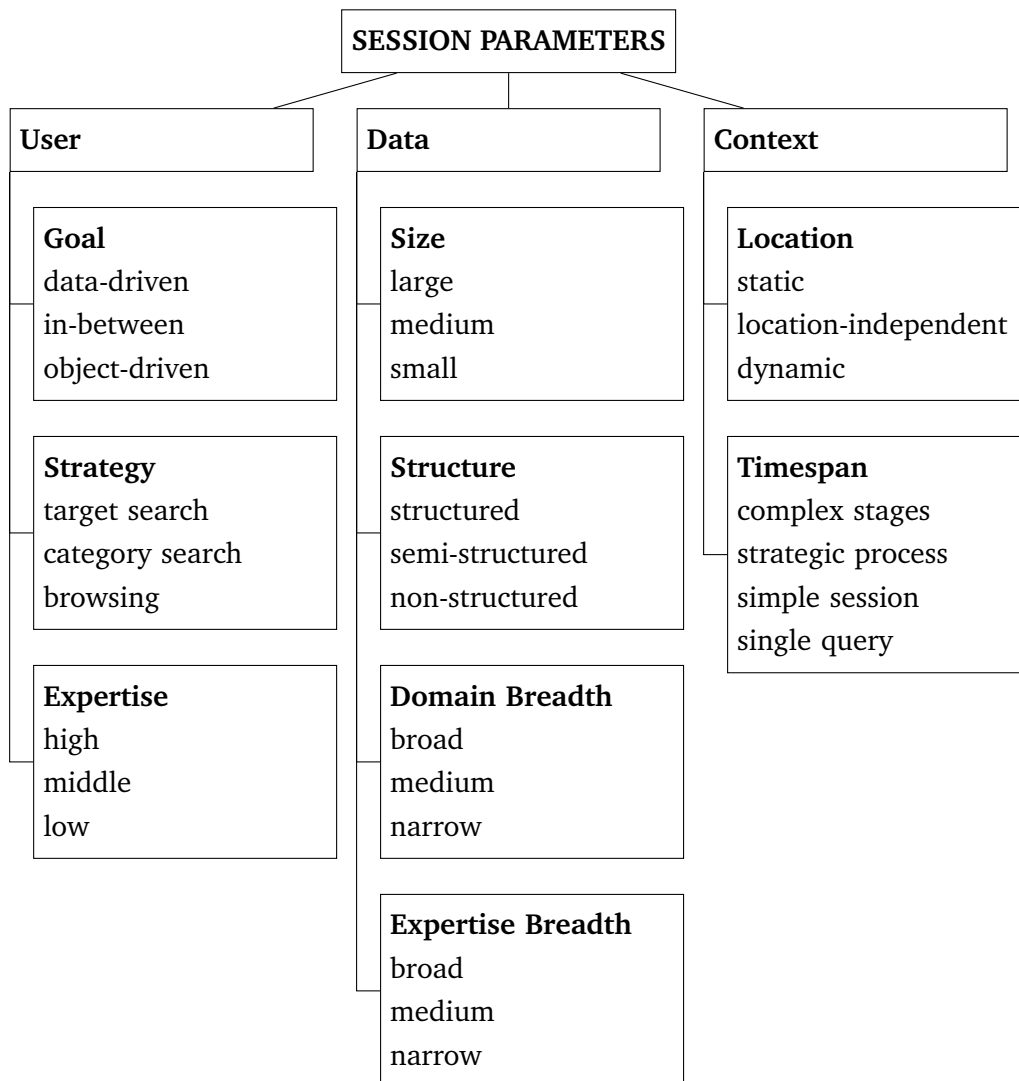 SESSION PARAMETERS
User
Goal
data-driven
in-between
object-driven
Strategy
target search
category search
browsing
Expertise
high
middle
low
Data
Size
large
medium
small
Structure
structured
semi-structured
non-structured
Domain Breadth
broad
medium
narrow
Expertise Breadth
broad
medium
narrow
Context
Location
static
location-independent
dynamic
Timespan
complex stages
strategic process
simple session
single query